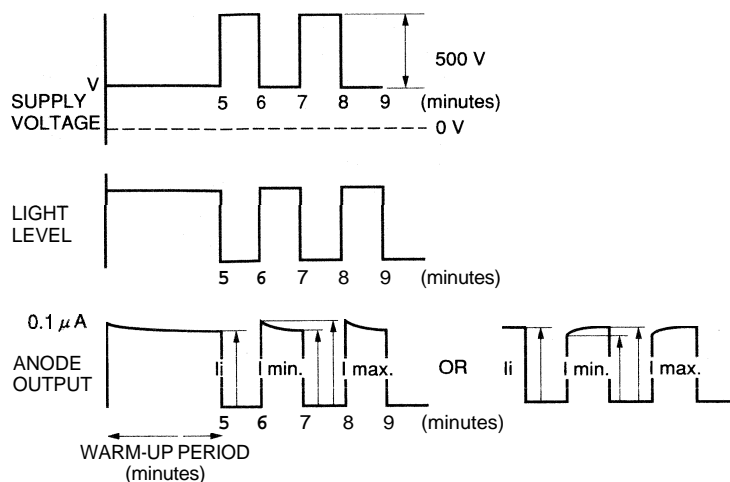 500 V
V
5 6 7 8 9 (minutes)
SUPPLY
VOLTAGE
0 V
LIGHT
LEVEL
5 6 7 8 9 (minutes)
0.1 μA
ANODE
OUTPUT
Ii
I min.
I max.
OR
Ii
I min.
I max.
5 6 7 8 9 (minutes)
WARM-UP PERIOD
(minutes)